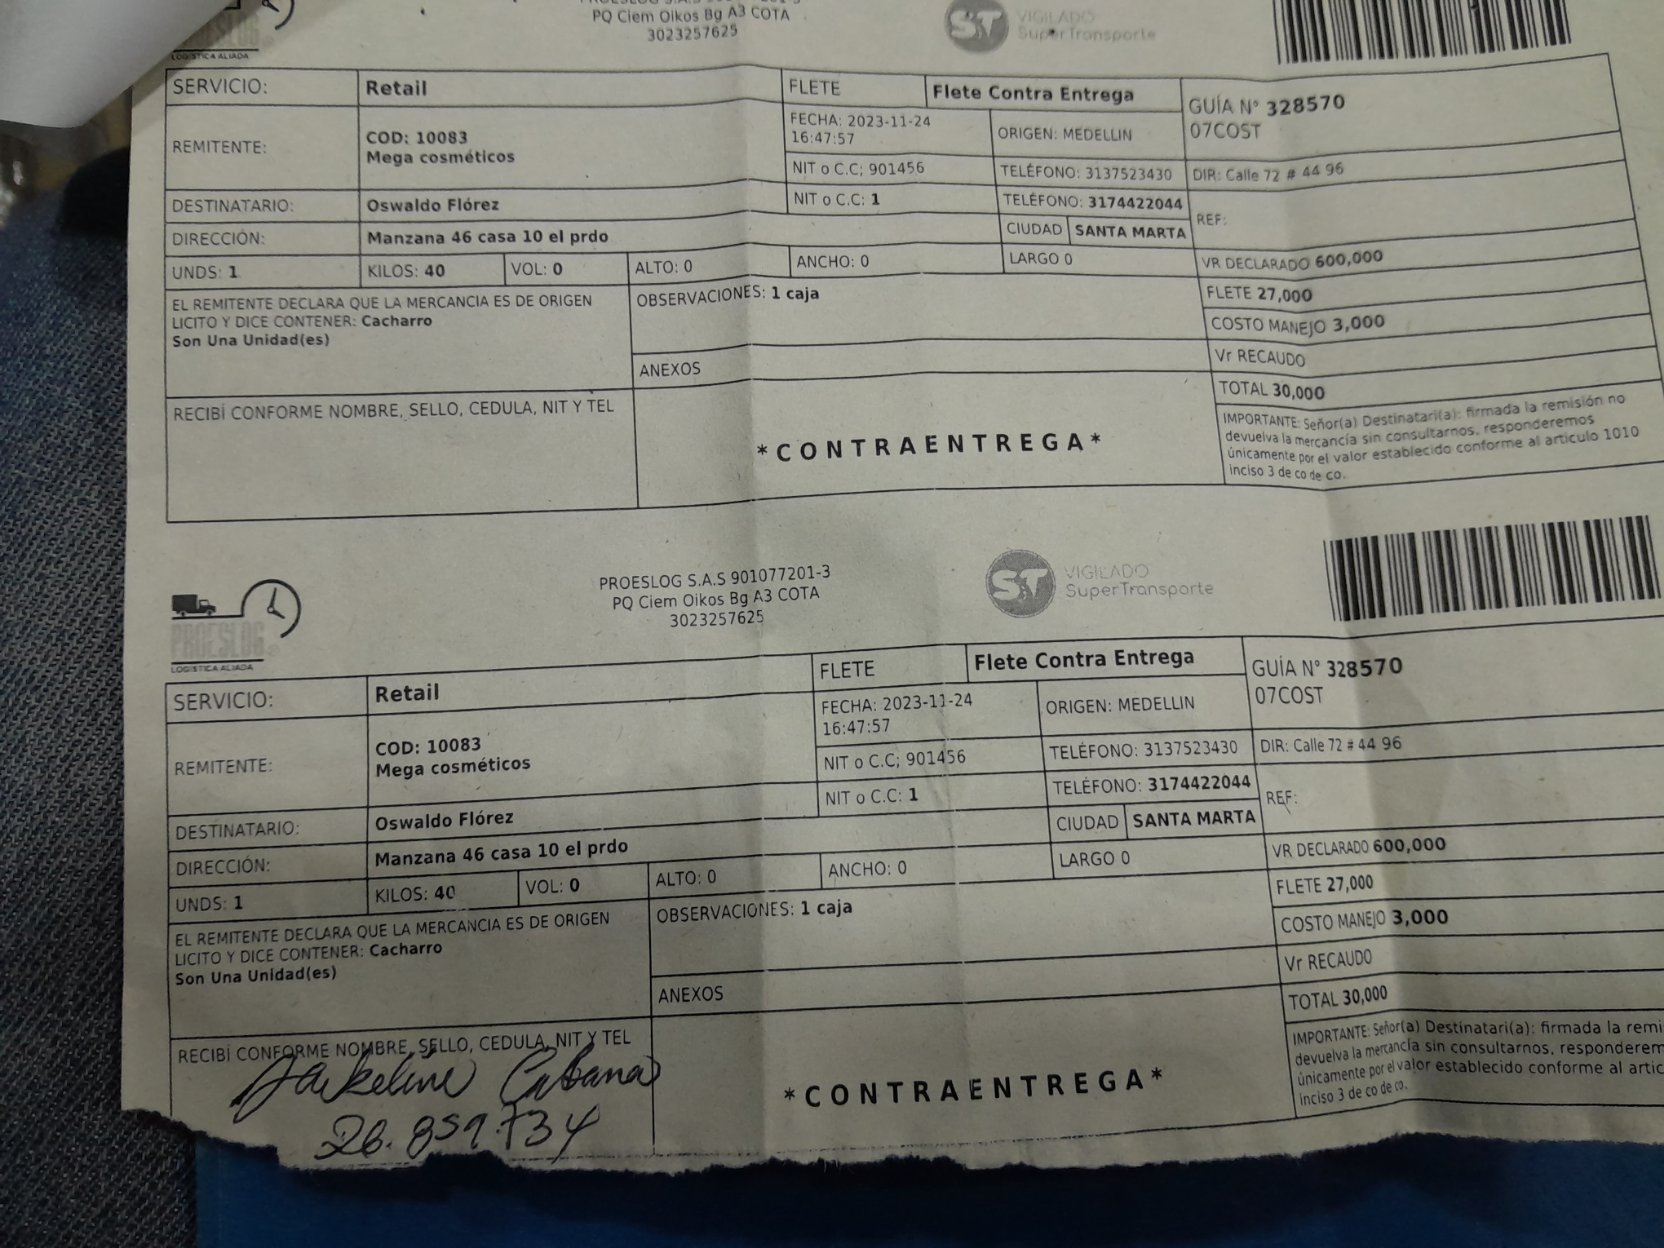 PROESLOG
LOGISTICA ALIADA
PQ Ciem Oikos Bg A3 COTA
3023257625
ST VIGILADO
SuperTransporte
SERVICIO: Retail FLETE Flete Contra Entrega GUÍA N° 328570
07COST
REMITENTE: COD: 10083
Mega cosméticos
FECHA: 2023-11-24
16:47:57
ORIGEN: MEDELLIN
NIT o C.C; 901456 TELÉFONO: 3137523430 DIR: Calle 72 # 44 96
DESTINATARIO: Oswaldo Flórez NIT o C.C: 1 TELÉFONO: 3174422044 REF:
DIRECCIÓN: Manzana 46 casa 10 el prdo CIUDAD SANTA MARTA
UNDS: 1 KILOS: 40 VOL: 0 ALTO: 0 ANCHO: 0 LARGO 0 VR DECLARADO 600,000
EL REMITENTE DECLARA QUE LA MERCANCIA ES DE ORIGEN
LICITO Y DICE CONTENER: Cacharro
Son Una Unidad(es)
OBSERVACIONES: 1 caja
FLETE 27,000
COSTO MANEJO 3,000
Vr RECAUDO
ANEXOS
TOTAL 30,000
RECIBÍ CONFORME NOMBRE, SELLO, CEDULA, NIT Y TEL
*CONTRAENTREGA*
IMPORTANTE: Señor(a) Destinatari(a): firmada la remisión no
devuelva la mercancía sin consultarnos, responderemos
únicamente por el valor establecido conforme al articulo 1010
inciso 3 de co de co.
PROESLOG
LOGISTICA ALIADA
PROESLOG S.A.S 901077201-3
PQ Ciem Oikos Bg A3 COTA
3023257625
ST VIGILADO
SuperTransporte
SERVICIO: Retail FLETE Flete Contra Entrega GUÍA N° 328570
07COST
REMITENTE: COD: 10083
Mega cosméticos
FECHA: 2023-11-24
16:47:57
ORIGEN: MEDELLIN
NIT o C.C; 901456 TELÉFONO: 3137523430 DIR: Calle 72 # 44 96
DESTINATARIO: Oswaldo Flórez NIT o C.C: 1 TELÉFONO: 3174422044 REF:
DIRECCIÓN: Manzana 46 casa 10 el prdo CIUDAD SANTA MARTA
UNDS: 1 KILOS: 40 VOL: 0 ALTO: 0 ANCHO: 0 LARGO 0 VR DECLARADO 600,000
EL REMITENTE DECLARA QUE LA MERCANCIA ES DE ORIGEN
LICITO Y DICE CONTENER: Cacharro
Son Una Unidad(es)
OBSERVACIONES: 1 caja
FLETE 27,000
COSTO MANEJO 3,000
Vr RECAUDO
ANEXOS
TOTAL 30,000
RECIBÍ CONFORME NOMBRE, SELLO, CEDULA, NIT Y TEL
Jackeline Cabanas
26.859.734
*CONTRAENTREGA*
IMPORTANTE: Señor(a) Destinatari(a): firmada la remi
devuelva la mercancía sin consultarnos, responderem
únicamente por el valor establecido conforme al artic
inciso 3 de co de co.